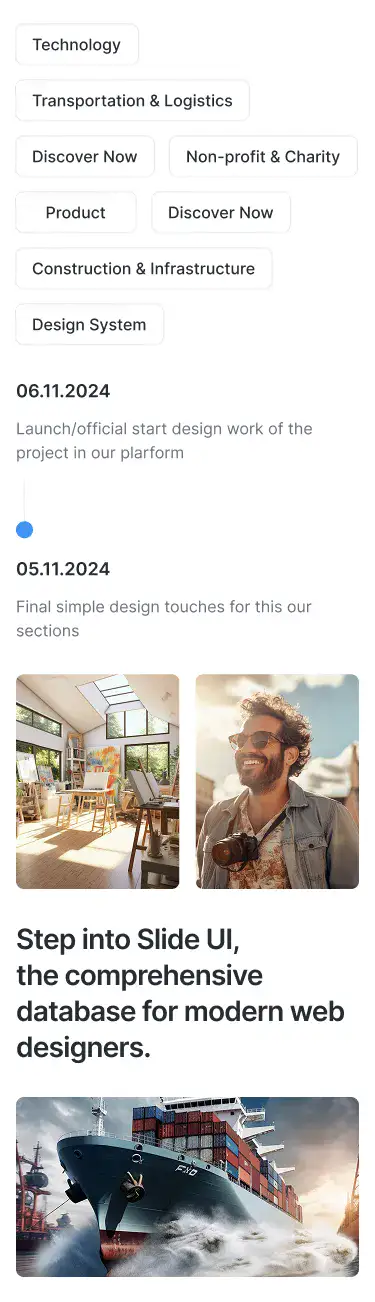 Technology
Transportation & Logistics
Discover Now
Non-profit & Charity
Product
Discover Now
Construction & Infrastructure
Design System
06.11.2024
Launch/official start design work of the
project in our plarform
05.11.2024
Final simple design touches for this our
sections
Step into Slide UI,
the comprehensive
database for modern web
designers.